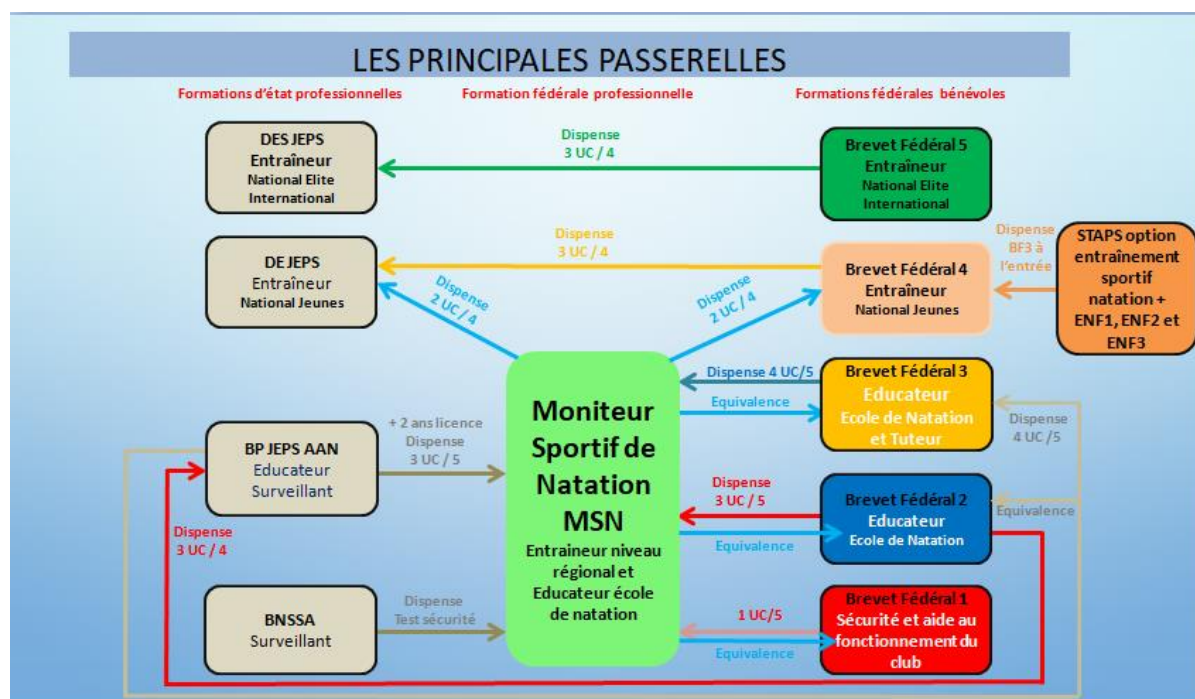 LES PRINCIPALES PASSERELLES
Formations d'état professionnelles
Formation fédérale professionnelle
Formations fédérales bénévoles
DES JEPS
Entraîneur
National Elite
International
Dispense
3 UC / 4
Brevet Fédéral 5
Entraîneur
National Elite
International
DE JEPS
Entraîneur
National Jeunes
Dispense
3 UC / 4
Dispense
2 UC / 4
Dispense
2 UC / 4
Brevet Fédéral 4
Entraîneur
National Jeunes
Dispense
BF3 à
l'entrée
STAPS option
entraînement
sportif
natation +
ENF1, ENF2 et
ENF3
Moniteur
Sportif de
Natation
MSN
Entraineur niveau
régional et
Educateur école
de natation
Dispense 4 UC/5
Equivalence
Brevet Fédéral 3
Educateur
Ecole de Natation
et Tuteur
Dispense
4 UC /5
BP JEPS AAN
Educateur
Surveillant
+ 2 ans licence
Dispense
3 UC / 5
Dispense
3 UC / 5
Equivalence
Brevet Fédéral 2
Educateur
Ecole de Natation
Equivalence
Dispense
3 UC / 4
BNSSA
Surveillant
Dispense
Test sécurité
1 UC/5
Equivalence
Brevet Fédéral 1
Sécurité et aide au
fonctionnement du
club